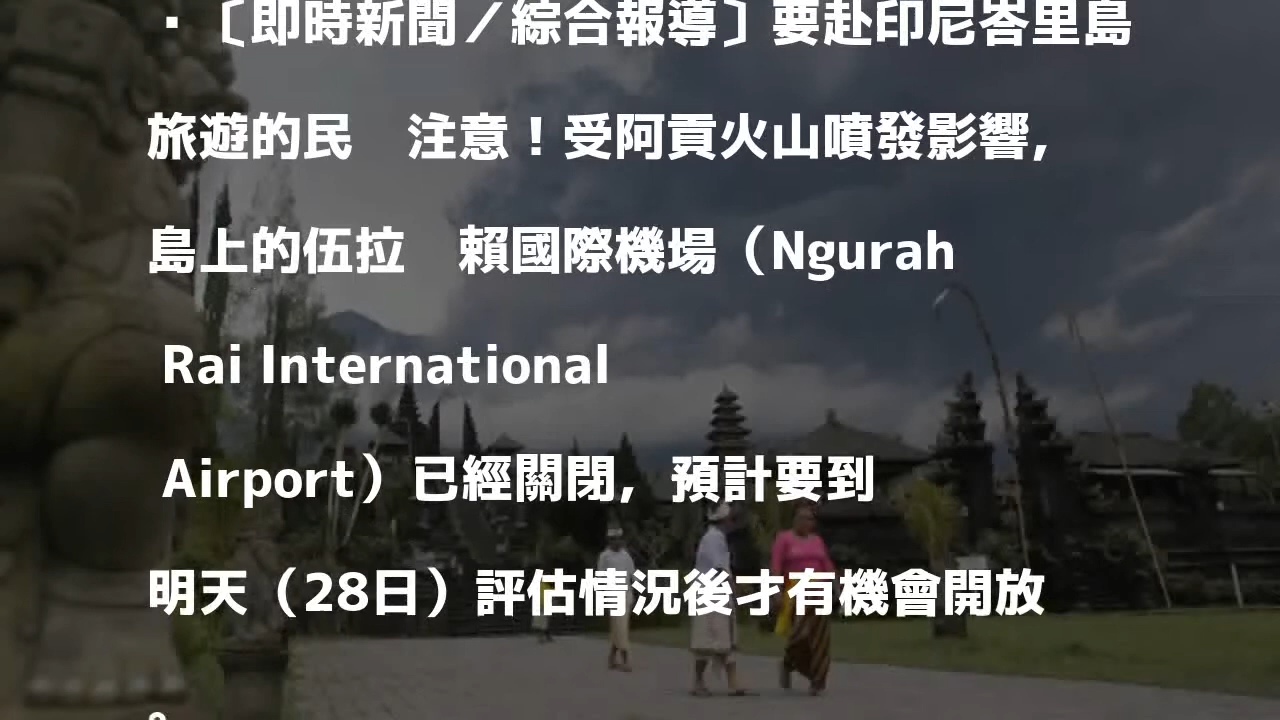 ·〔即時新聞／綜合報導〕要赴印尼峇里島
旅遊的民　注意！受阿貢火山噴發影響，
島上的伍拉　賴國際機場（Ngurah
Rai International
Airport）已經關閉，預計要到
明天（28日）評估情況後才有機會開放
。